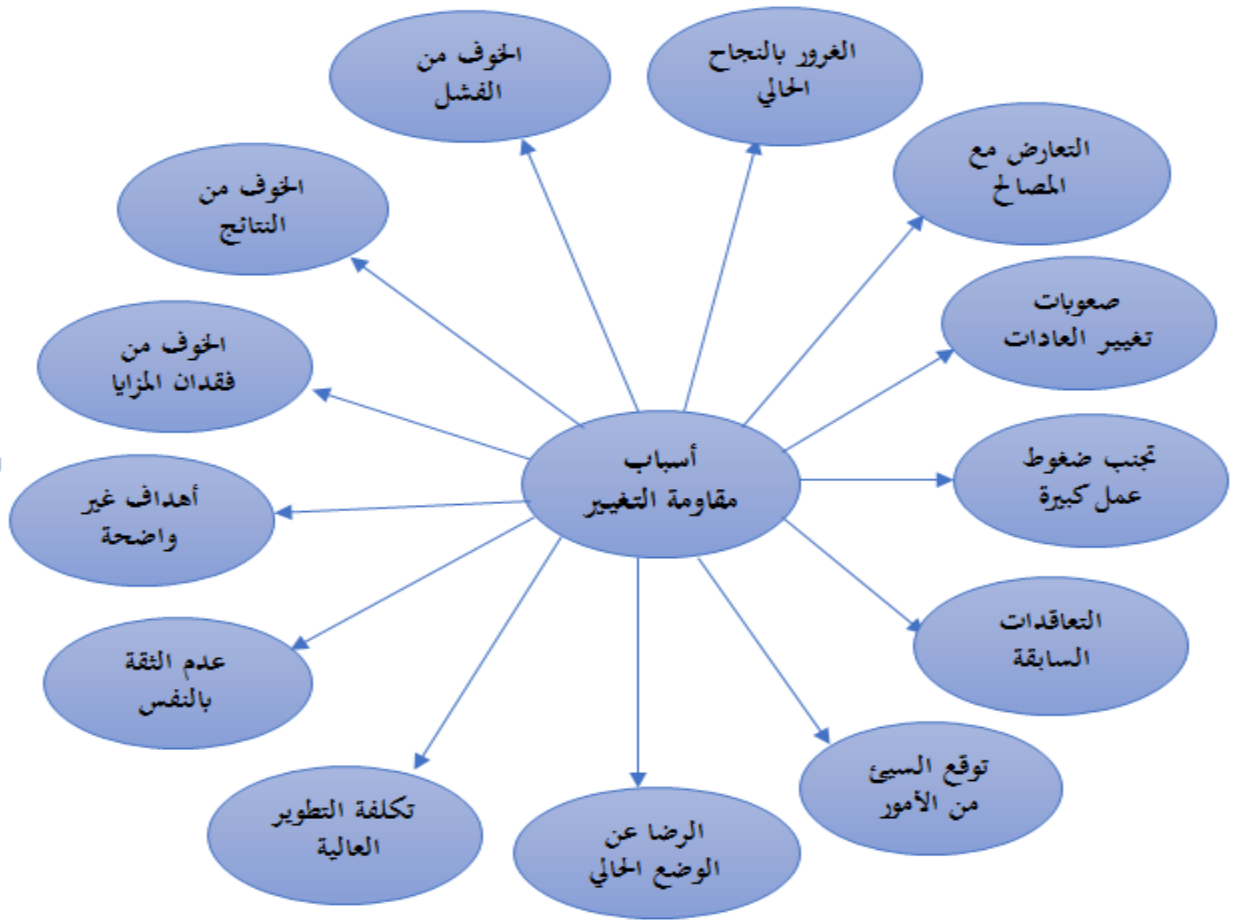 أسباب
مقاومة التغيير
الغرور بالنجاح
الحالي
التعارض مع
المصالح
صعوبات
تغيير العادات
تجنب ضغوط
عمل كبيرة
التعاقدات
السابقة
توقع السيئ
من الأمور
الرضا عن
الوضع الحالي
تكلفة التطوير
العالية
عدم الثقة
بالنفس
أهداف غير
واضحة
الخوف من
فقدان المزايا
الخوف من
النتائج
الخوف من
الفشل